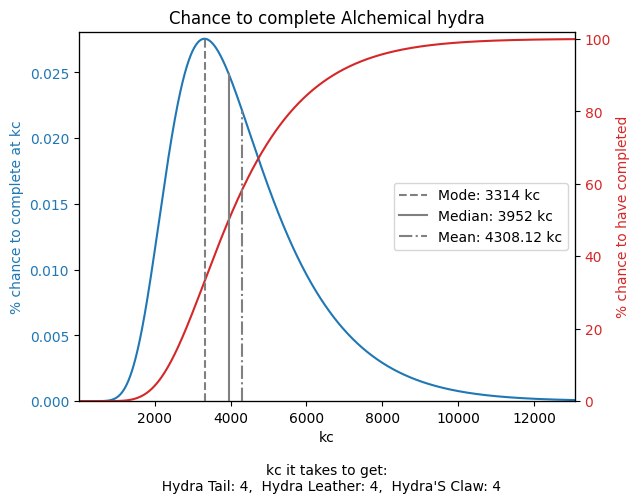 Chance to complete Alchemical hydra
% chance to complete at kc
0.025
0.020
0.015
0.010
0.005
0.000
100
80
60
40
20
0
% chance to have completed
Mode: 3314 kc
Median: 3952 kc
Mean: 4308.12 kc
2000 4000 6000 8000 10000 12000
kc
kc it takes to get:
Hydra Tail: 4, Hydra Leather: 4, Hydra'S Claw: 4